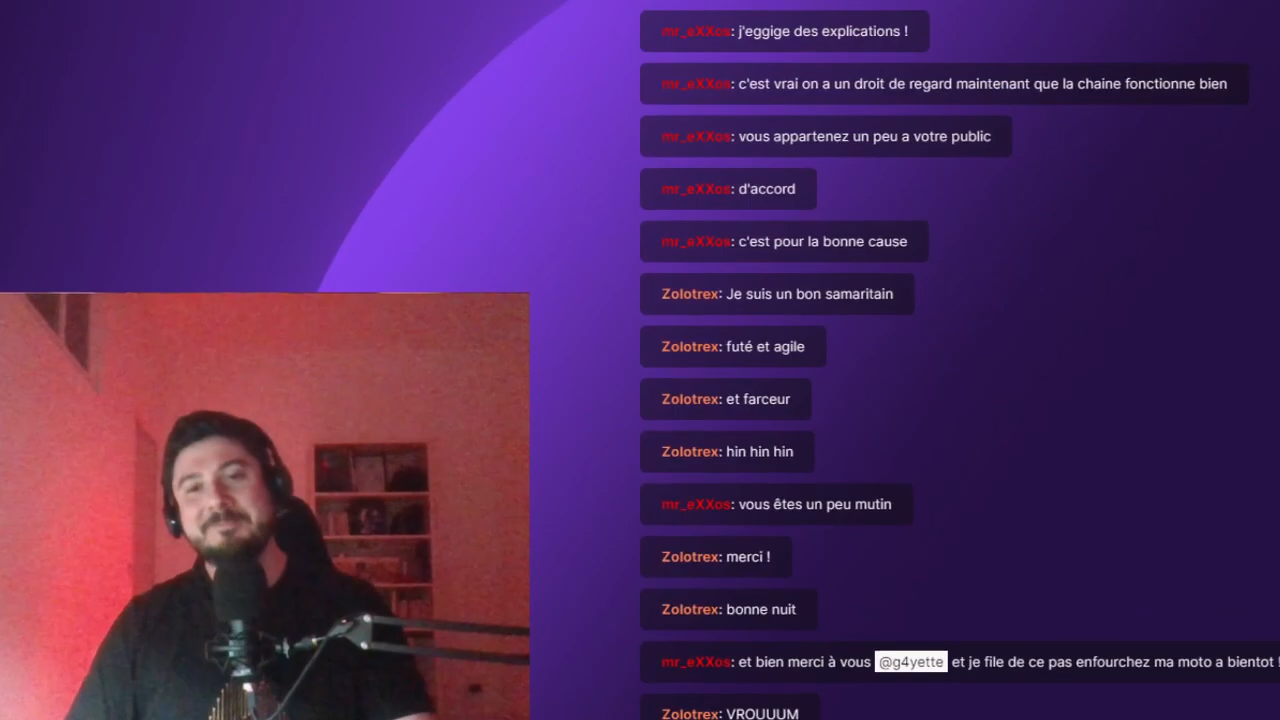 mr_eXXos: j'eggige des explications !
mr_eXXos: c'est vrai on a un droit de regard maintenant que la chaine fonctionne bien
mr_eXXos: vous appartenez un peu a votre public
mr_eXXos: d'accord
mr_eXXos: c'est pour la bonne cause
Zolotrex: Je suis un bon samaritain
Zolotrex: futé et agile
Zolotrex: et farceur
Zolotrex: hin hin hin
mr_eXXos: vous êtes un peu mutin
Zolotrex: merci !
Zolotrex: bonne nuit
mr_eXXos: et bien merci à vous @g4yette et je file de ce pas enfourchez ma moto a bientot !
Zolotrex: VROUUUM